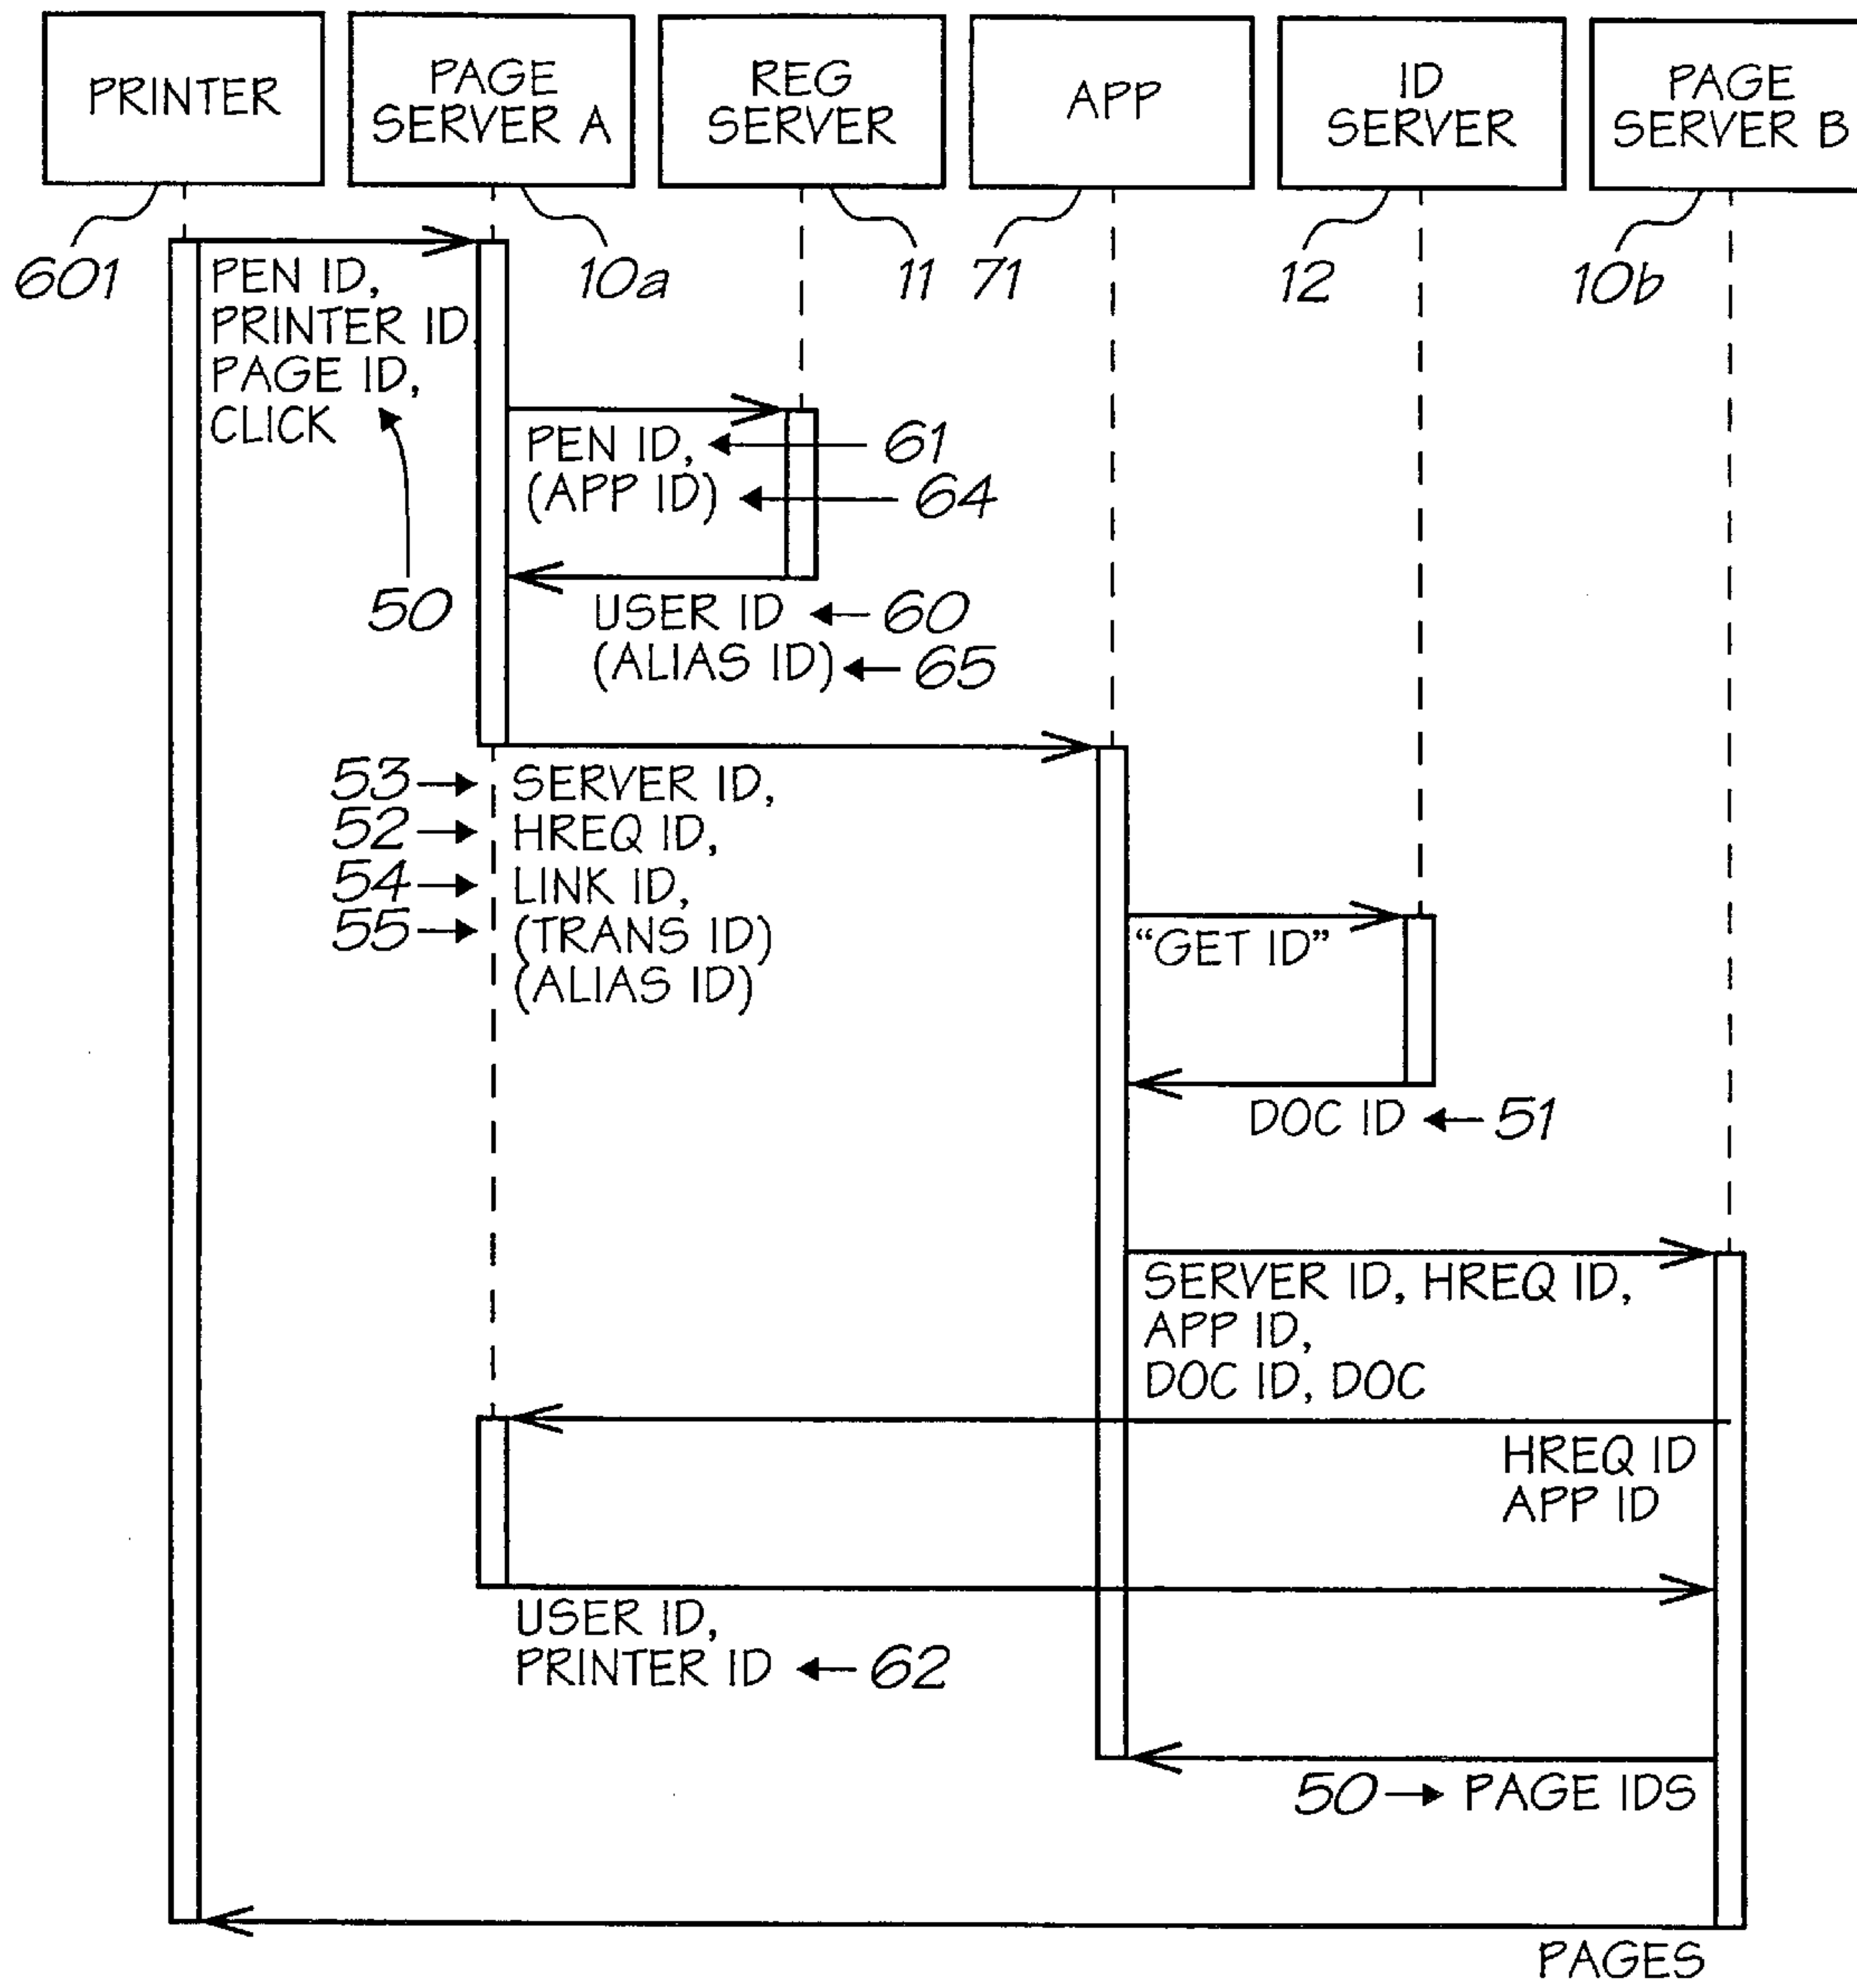 PRINTER
PAGE
SERVER A
REG
SERVER
APP
ID
SERVER
PAGE
SERVER B
601
10a
11
71
12
10b
PEN ID,
PRINTER ID
PAGE ID,
CLICK
50
PEN ID,
61
(APP ID)
64
USER ID
60
(ALIAS ID)
65
53
SERVER ID,
52
HREQ ID,
54
LINK ID,
55
(TRANS ID)
(ALIAS ID)
“GET ID”
DOC ID
51
SERVER ID, HREQ ID,
APP ID,
DOC ID, DOC
HREQ ID
APP ID
USER ID,
PRINTER ID
62
50
PAGE IDS
PAGES